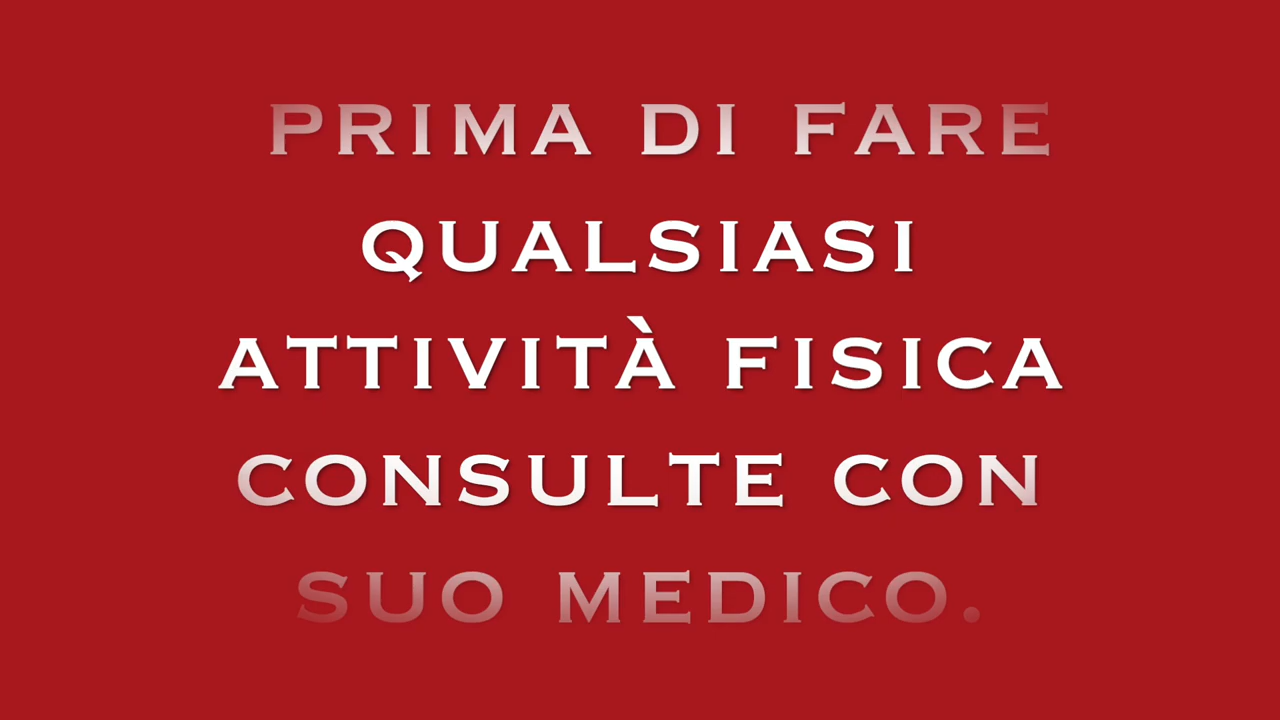 PRIMA DI FARE
QUALSIASI
ATTIVITÀ FISICA
CONSULTE CON
SUO MEDICO.